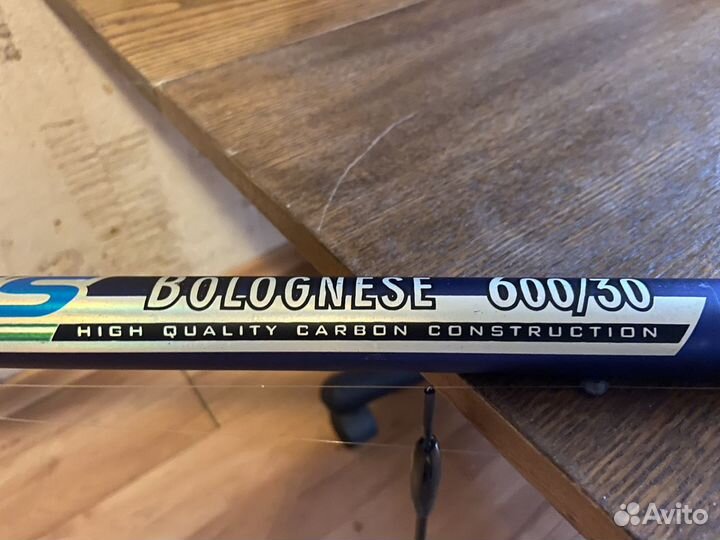 S BOLOGNESE 600/30
HIGH QUALITY CARBON CONSTRUCTION
Avito